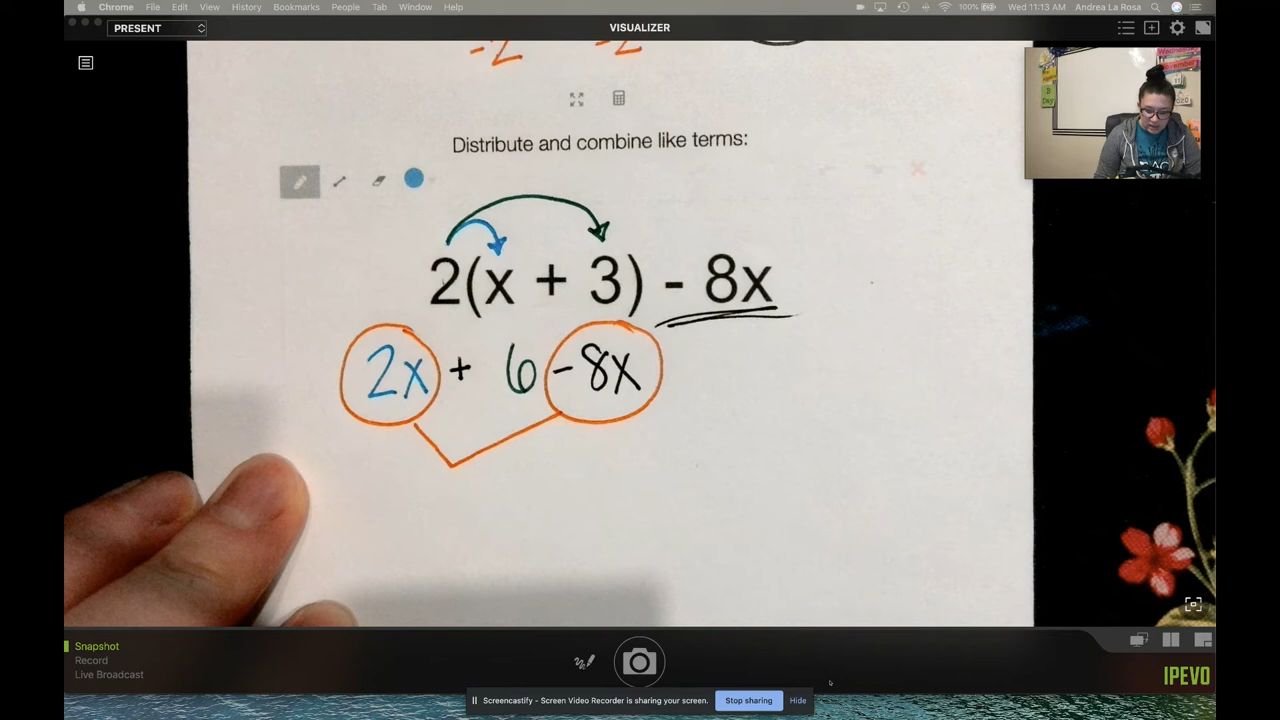 Chrome File Edit View History Bookmarks People Tab Window Help
100% Wed 11:13 AM Andrea La Rosa
PRESENT
VISUALIZER
-2 -2
Distribute and combine like terms:
2(x + 3) - 8x
2x + 6 - 8x
Snapshot
Record
Live Broadcast
IPEVO
Screencastify - Screen Video Recorder is sharing your screen. Stop sharing Hide